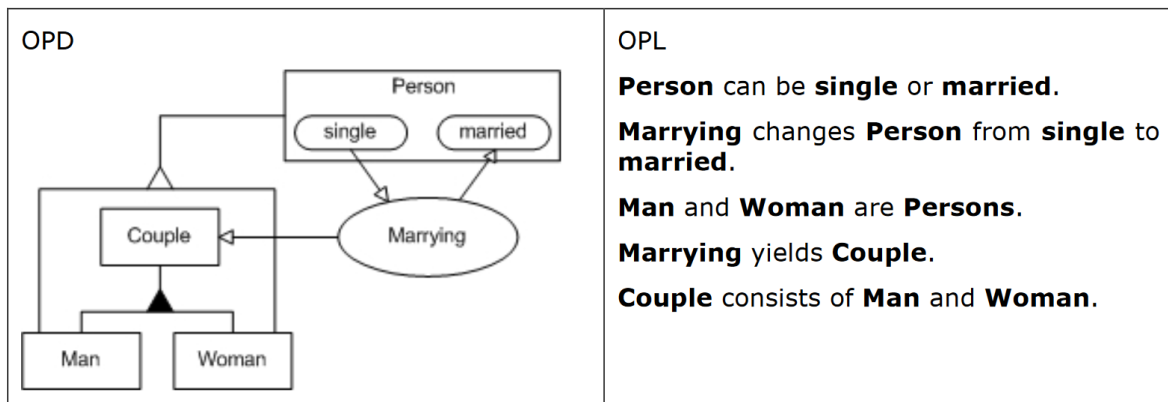 OPD
Person
single
married
Couple
Marrying
Man
Woman
OPL
Person can be single or married.
Marrying changes Person from single to
married.
Man and Woman are Persons.
Marrying yields Couple.
Couple consists of Man and Woman.